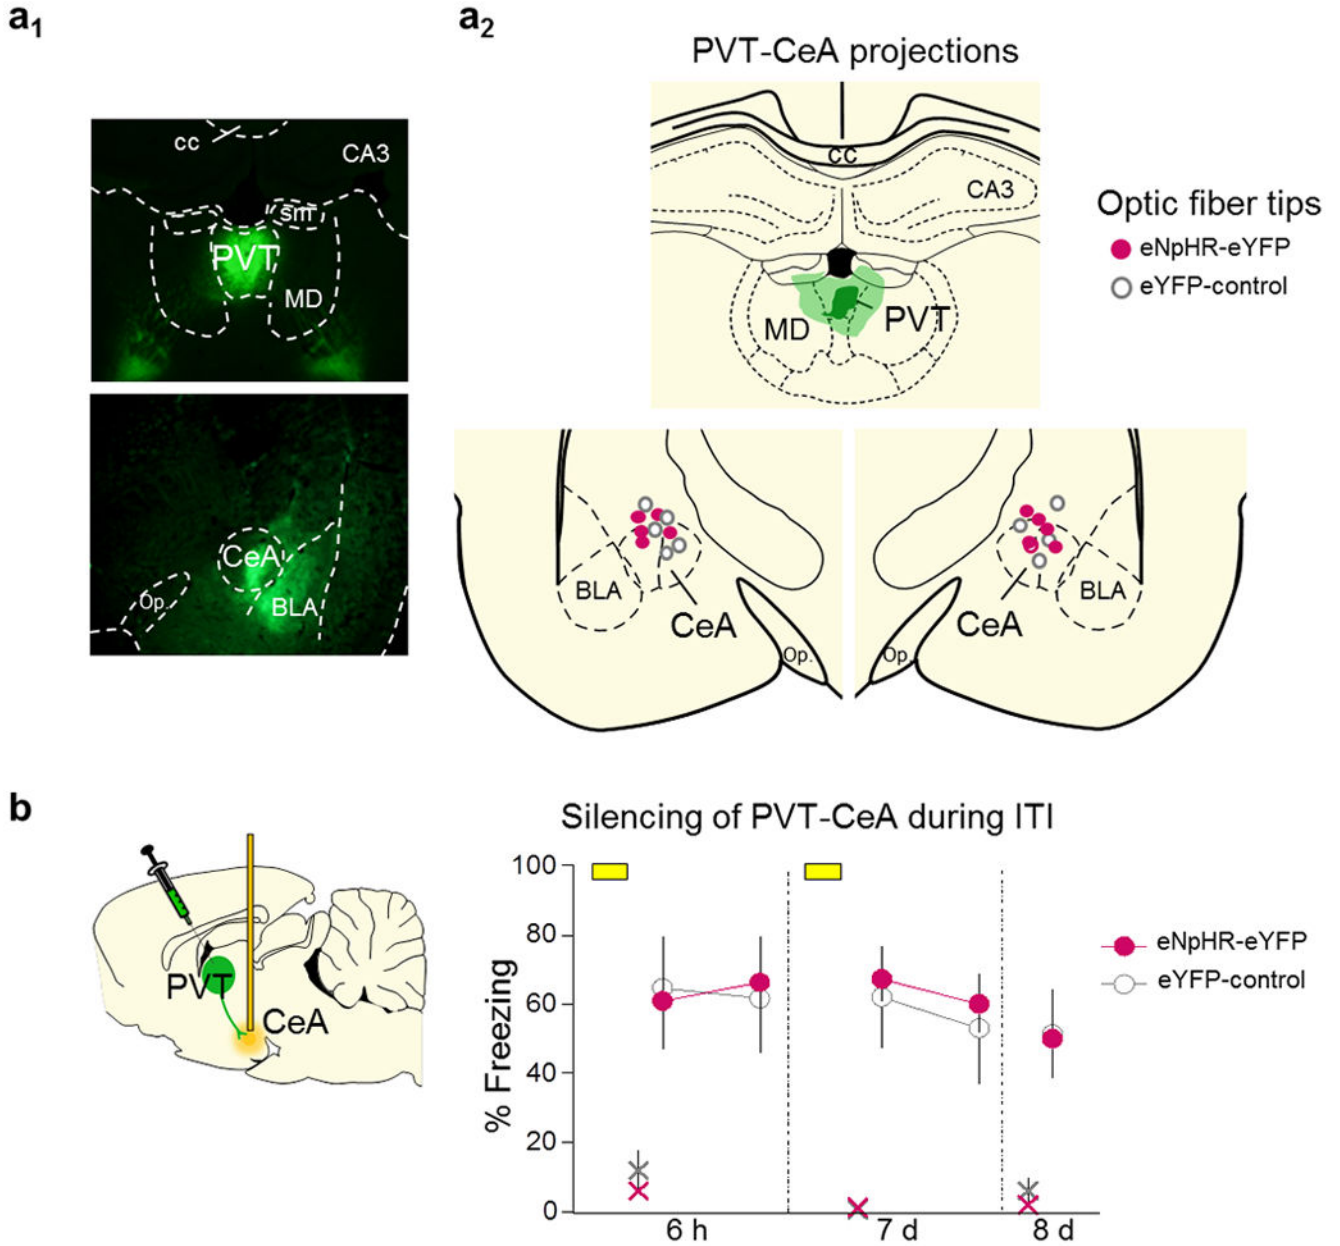 a1
a2
PVT-CeA projections
cc
CA3
sm
PVT
MD
CeA
BLA
Op.
cc
CA3
MD
PVT
Optic fiber tips
eNpHR-eYFP
eYFP-control
BLA
CeA
Op.
CeA
BLA
Op.
b
PVT
CeA
Silencing of PVT-CeA during ITI
% Freezing
100
80
60
40
20
0
6 h
7 d
8 d
eNpHR-eYFP
eYFP-control